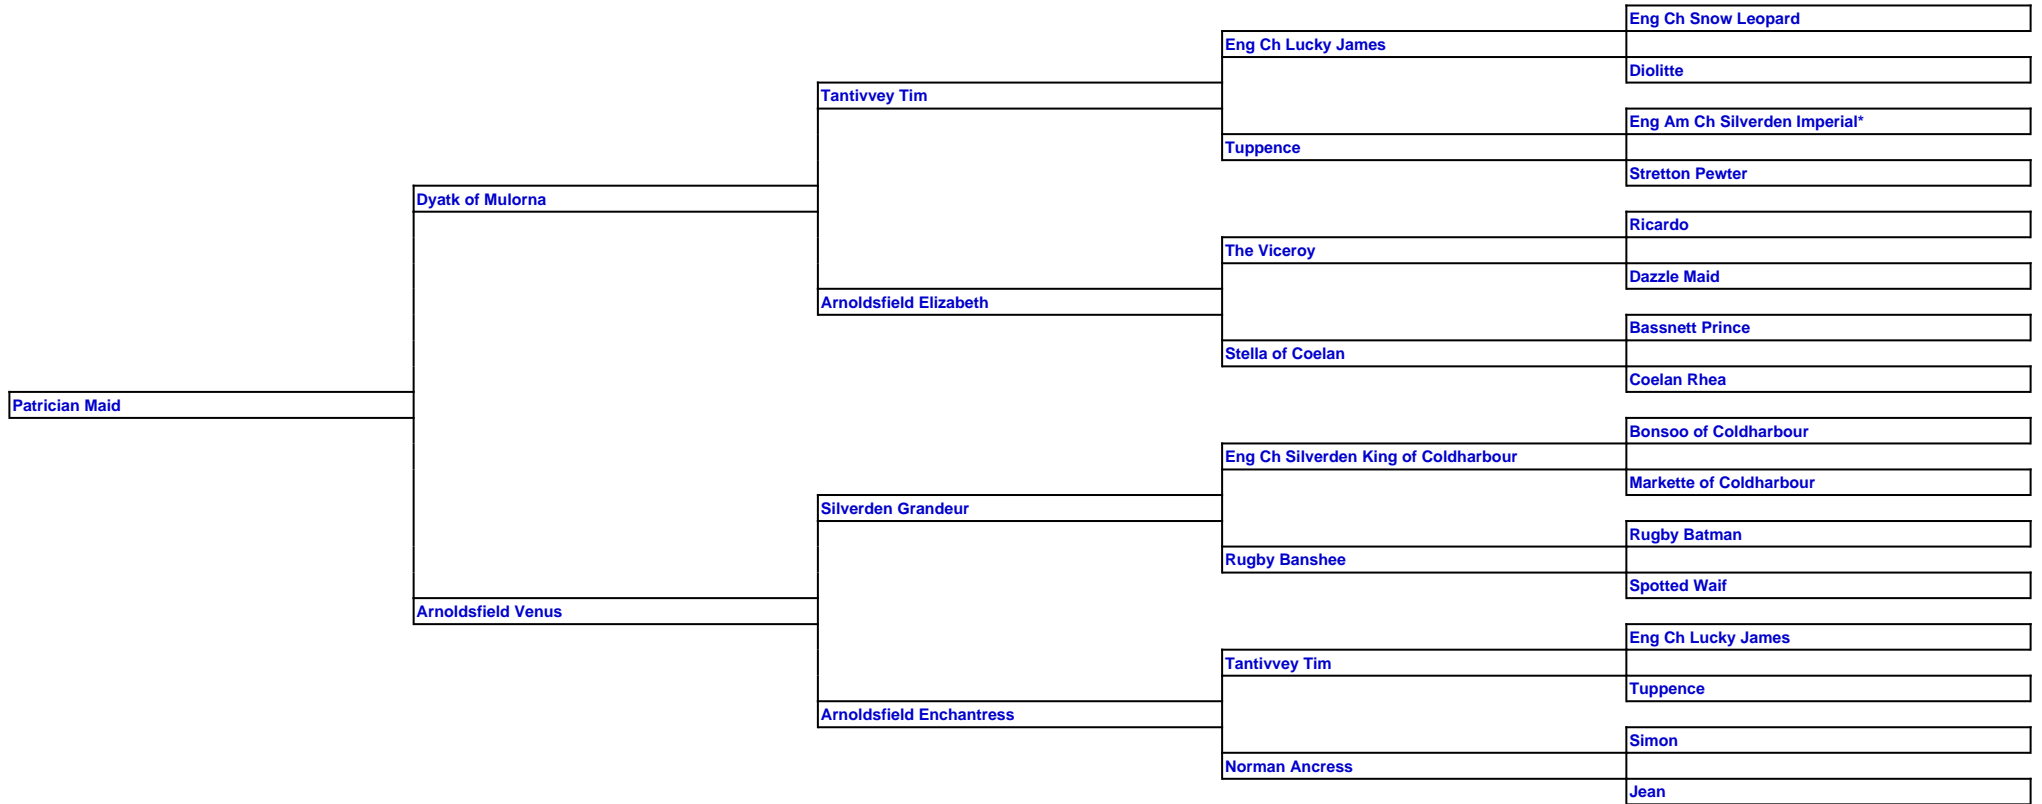 Eng Ch Snow Leopard
Eng Ch Lucky James
Diolitte
Tantivvey Tim
Eng Am Ch Silverden Imperial*
Tuppence
Stretton Pewter
Dyatk of Mulorna
Ricardo
The Viceroy
Dazzle Maid
Arnoldsfield Elizabeth
Bassnett Prince
Stella of Coelan
Coelan Rhea
Patrician Maid
Bonsoo of Coldharbour
Eng Ch Silverden King of Coldharbour
Markette of Coldharbour
Silverden Grandeur
Rugby Batman
Rugby Banshee
Spotted Waif
Arnoldsfield Venus
Eng Ch Lucky James
Tantivvey Tim
Tuppence
Arnoldsfield Enchantress
Simon
Norman Ancress
Jean